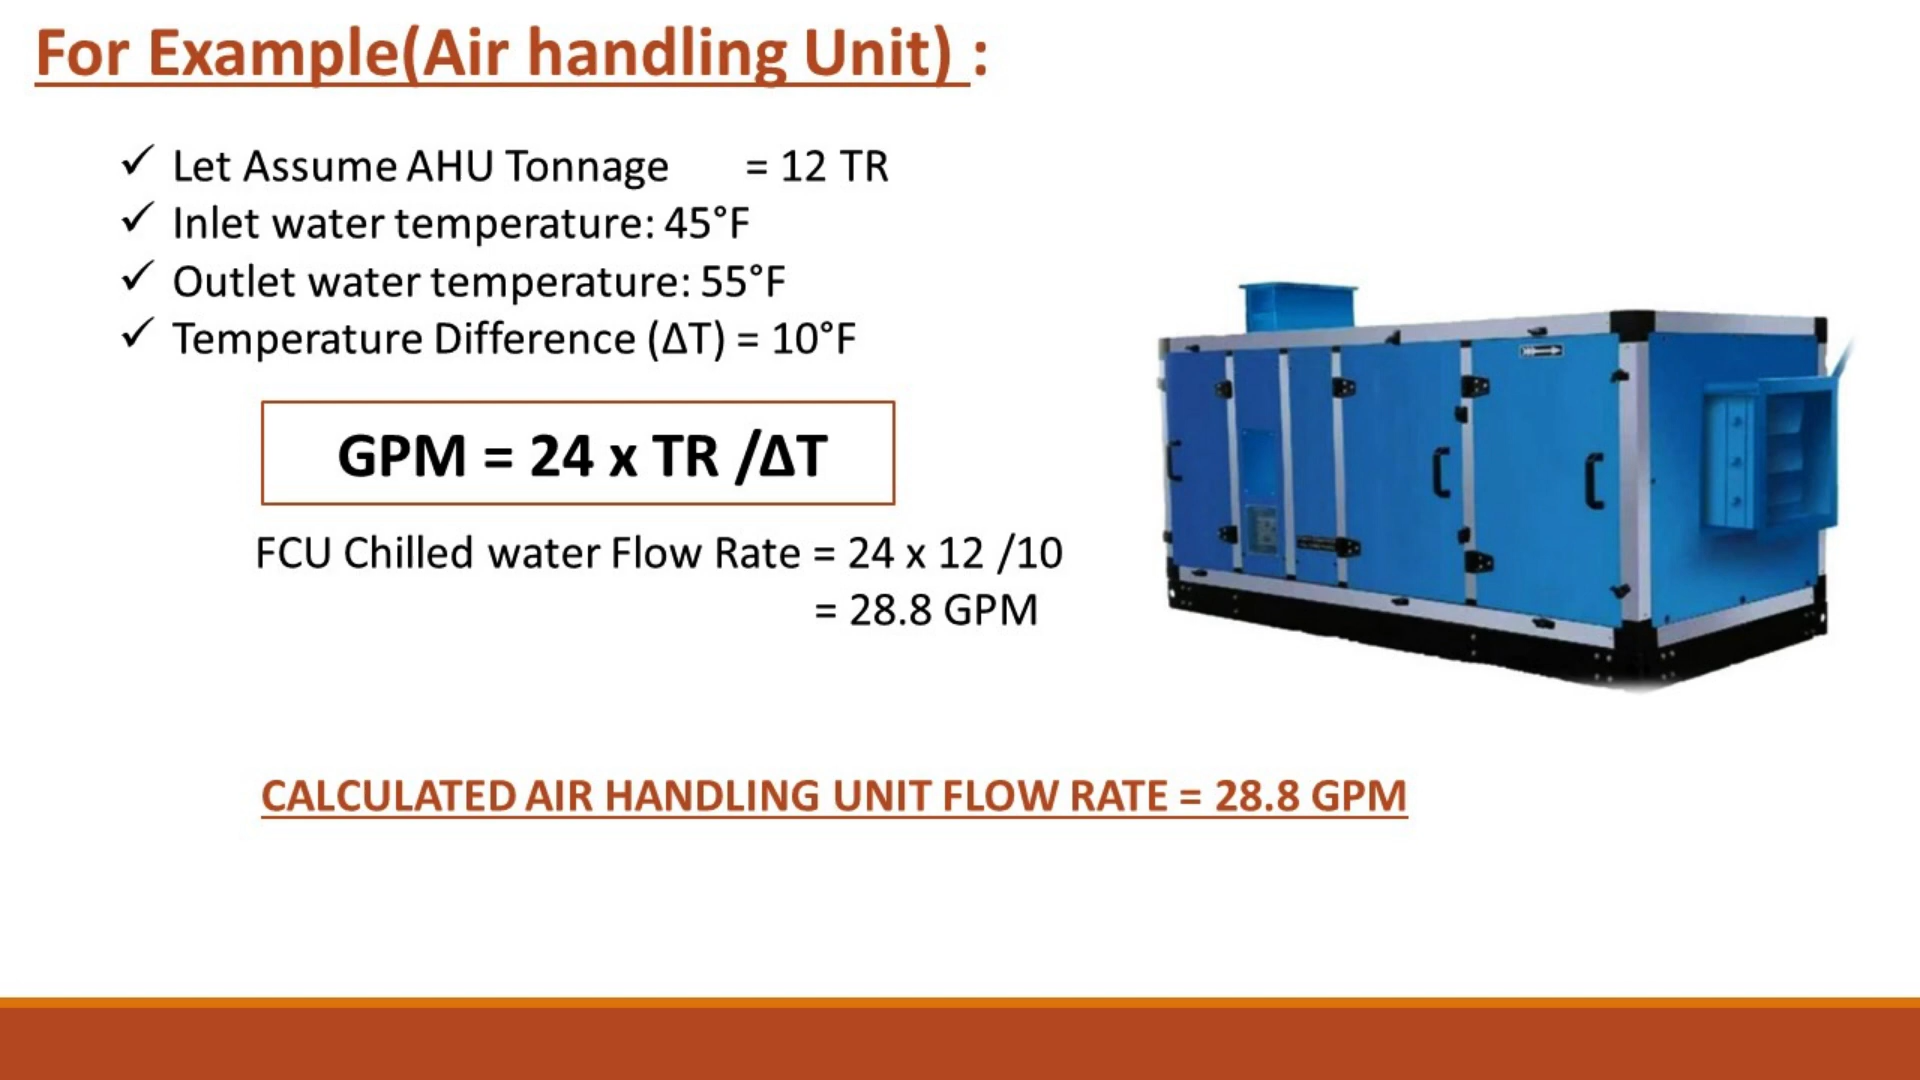 For Example(Air handling Unit) :
✓ Let Assume AHU Tonnage = 12 TR
✓ Inlet water temperature: 45°F
✓ Outlet water temperature: 55°F
✓ Temperature Difference (ΔT) = 10°F
GPM = 24 x TR /ΔT
FCU Chilled water Flow Rate = 24 x 12 /10
= 28.8 GPM
CALCULATED AIR HANDLING UNIT FLOW RATE = 28.8 GPM